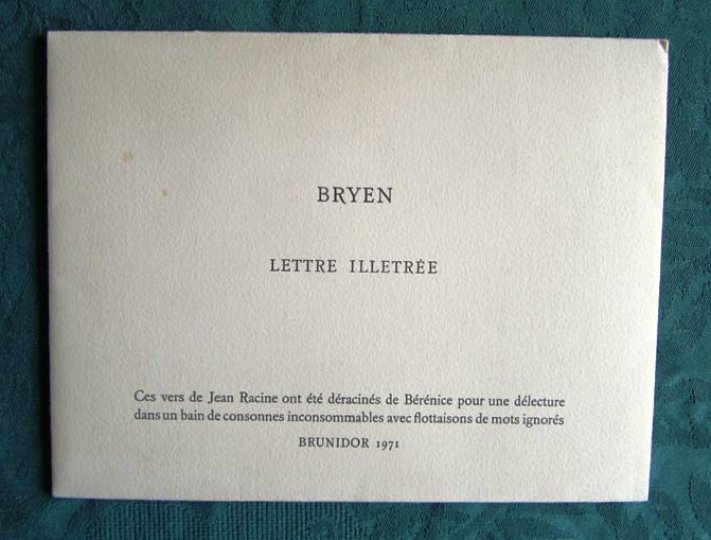 BRYEN
LETTRE ILLETRÉE
Ces vers de Jean Racine ont été déracinés de Bérénice pour une délecture
dans un bain de consonnes inconsommables avec flottaisons de mots ignorés
BRUNIDOR 1971